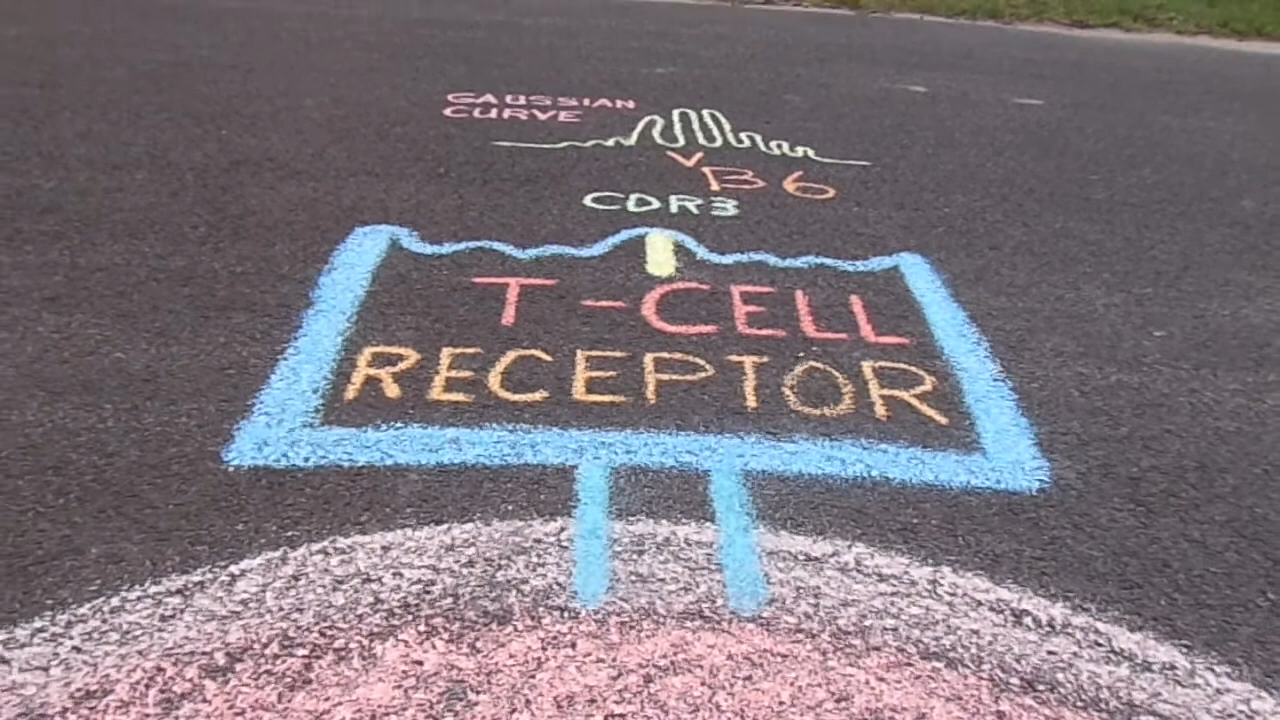 GAUSSIAN
CURVE
VB6
CDR3
T-CELL
RECEPTOR